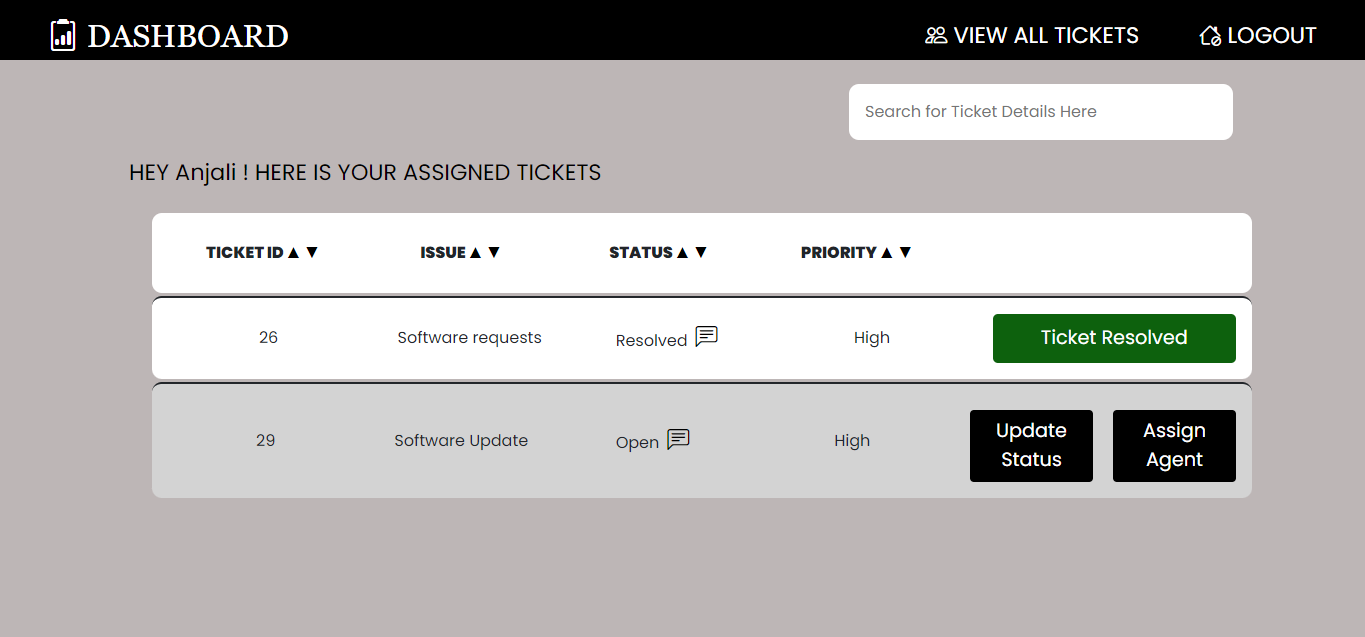 DASHBOARD VIEW ALL TICKETS LOGOUT
Search for Ticket Details Here
HEY Anjali ! HERE IS YOUR ASSIGNED TICKETS
TICKET ID ▲ ▼ ISSUE ▲ ▼ STATUS ▲ ▼ PRIORITY ▲ ▼
26 Software requests Resolved High Ticket Resolved
29 Software Update Open High Update Status Assign Agent